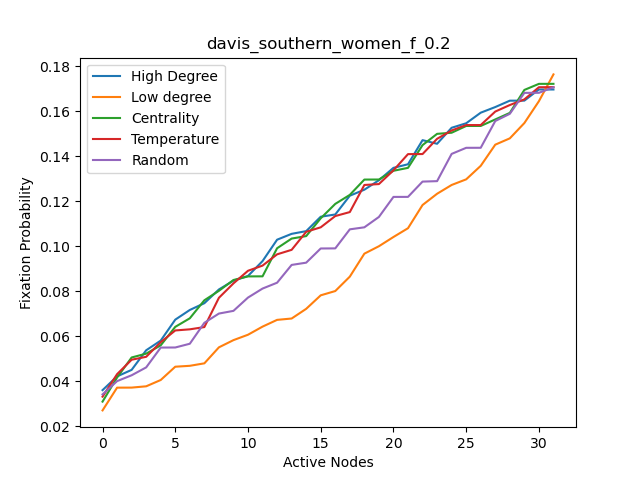 davis_southern_women_f_0.2
High Degree
Low degree
Centrality
Temperature
Random
Fixation Probability
0.18
0.16
0.14
0.12
0.10
0.08
0.06
0.04
0.02
0 5 10 15 20 25 30
Active Nodes